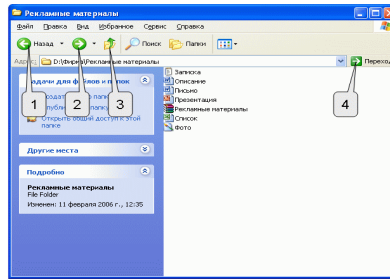 Рекламные материалы
Файл Правка Вид Избранное Сервис Справка
Назад Поиск Папки
Адрес: D:\Фирма\Рекламные материалы Переход
Задачи для файлов и папок
папку
Открыть общий доступ к этой
папке
Другие места
Подробно
Рекламные материалы
File Folder
Изменен: 11 февраля 2006 г., 12:35
Записка
Описание
Письмо
Презентация
Рекламные материалы
Список
Фото
1
2
3
4